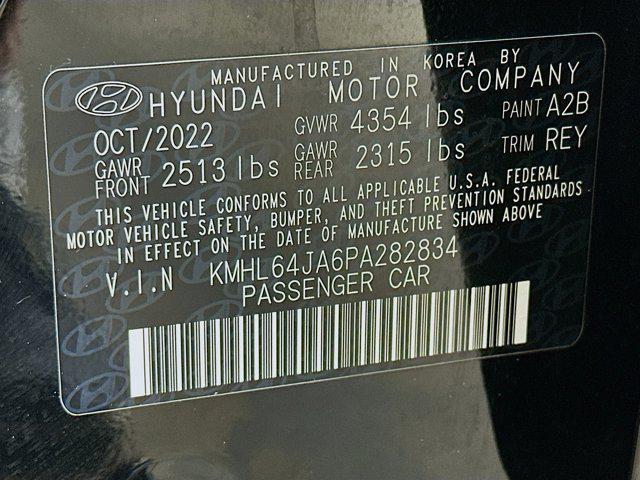 MANUFACTURED IN KOREA BY
HYUNDAI MOTOR COMPANY
OCT/2022 GVWR 4354 lbs PAINT A2B
GAWR FRONT 2513 lbs GAWR REAR 2315 lbs TRIM REY
THIS VEHICLE CONFORMS TO ALL APPLICABLE U.S.A. FEDERAL
MOTOR VEHICLE SAFETY, BUMPER, AND THEFT PREVENTION STANDARDS
IN EFFECT ON THE DATE OF MANUFACTURE SHOWN ABOVE
V.I.N KMHL64JA6PA282834
PASSENGER CAR